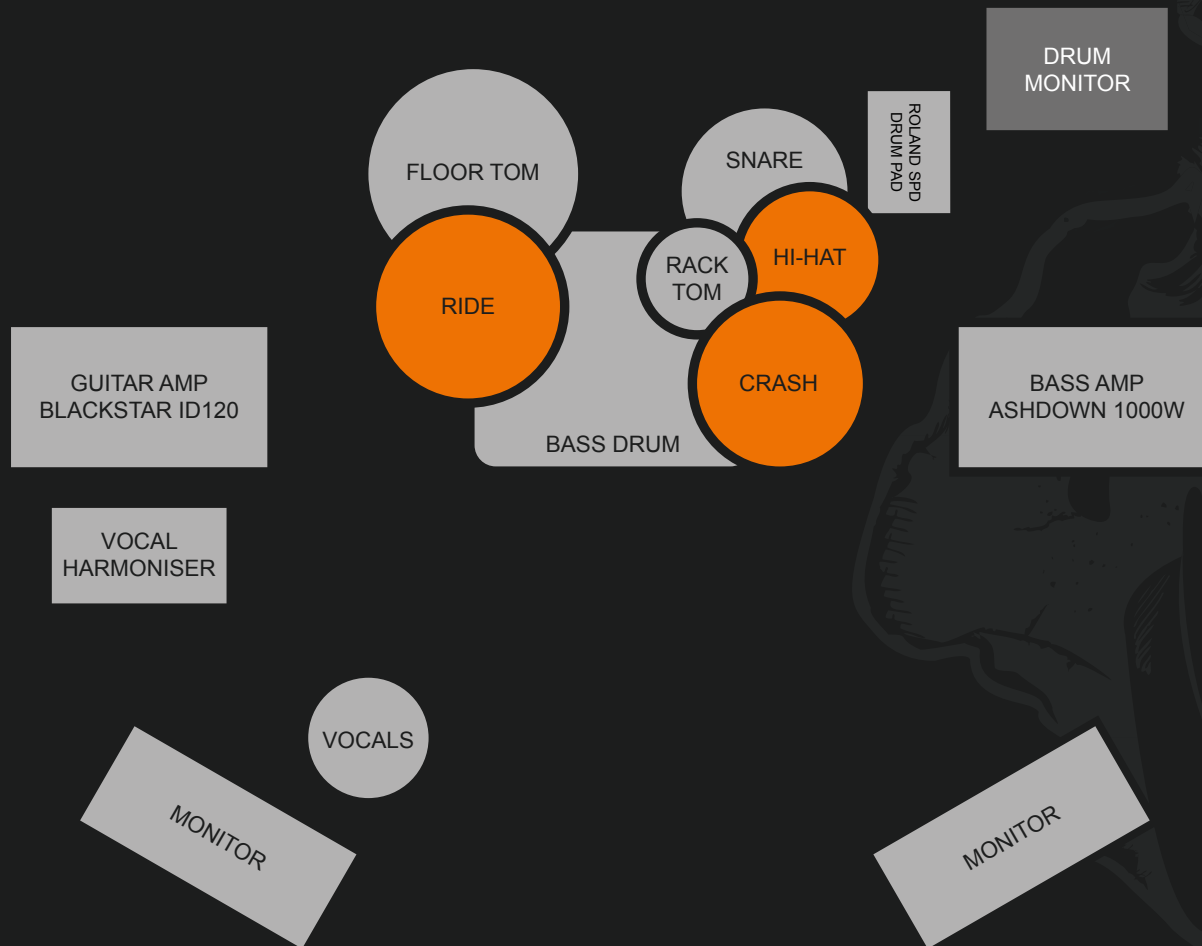 DRUM
MONITOR
ROLAND SPD
DRUM PAD
FLOOR TOM
SNARE
HI-HAT
RACK
TOM
RIDE
CRASH
BASS DRUM
GUITAR AMP
BLACKSTAR ID120
BASS AMP
ASHDOWN 1000W
VOCAL
HARMONISER
VOCALS
MONITOR
MONITOR